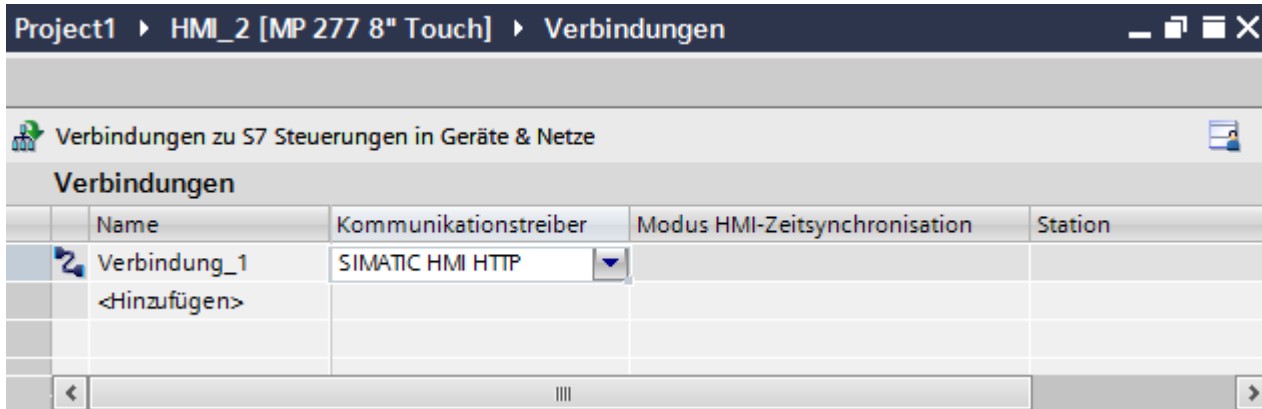 Project1 ▸ HMI_2 [MP 277 8" Touch] ▸ Verbindungen
Verbindungen zu S7 Steuerungen in Geräte & Netze
Verbindungen
Name Kommunikationstreiber Modus HMI-Zeitsynchronisation Station
Verbindung_1 SIMATIC HMI HTTP
<Hinzufügen>